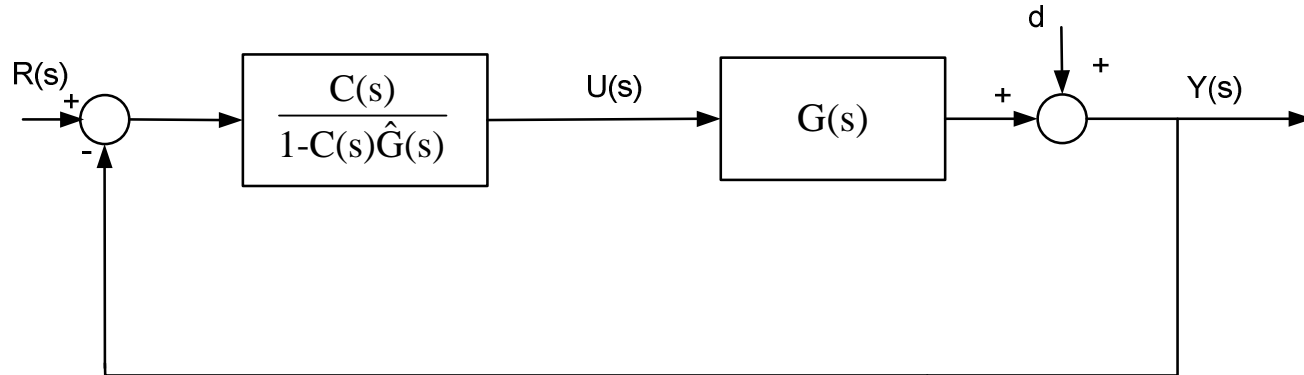 d
R(s)
+
-
C(s)
1-C(s)Ĝ(s)
U(s)
G(s)
+
+
Y(s)